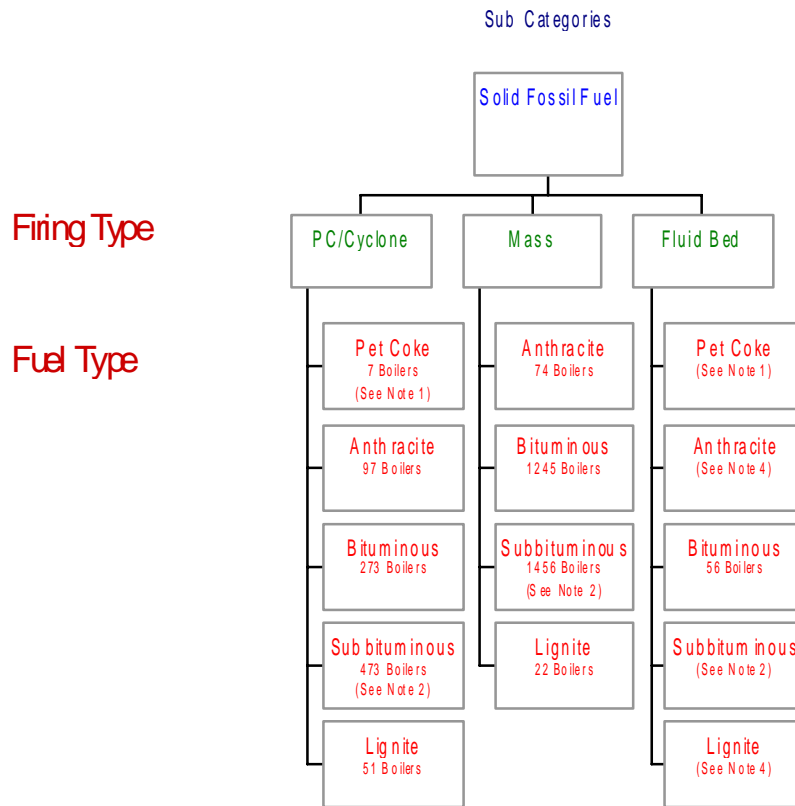 Sub Categories
Solid Fossil Fuel
Firing Type
PC/Cyclone
Mass
Fluid Bed
Fuel Type
Pet Coke
7 Boilers
(See Note 1)
Anthracite
97 Boilers
Bituminous
273 Boilers
Subbituminous
473 Boilers
(See Note 2)
Lignite
51 Boilers
Anthracite
74 Boilers
Bituminous
1245 Boilers
Subbituminous
1456 Boilers
(See Note 2)
Lignite
22 Boilers
Pet Coke
(See Note 1)
Anthracite
(See Note 4)
Bituminous
56 Boilers
Subbituminous
(See Note 2)
Lignite
(See Note 4)